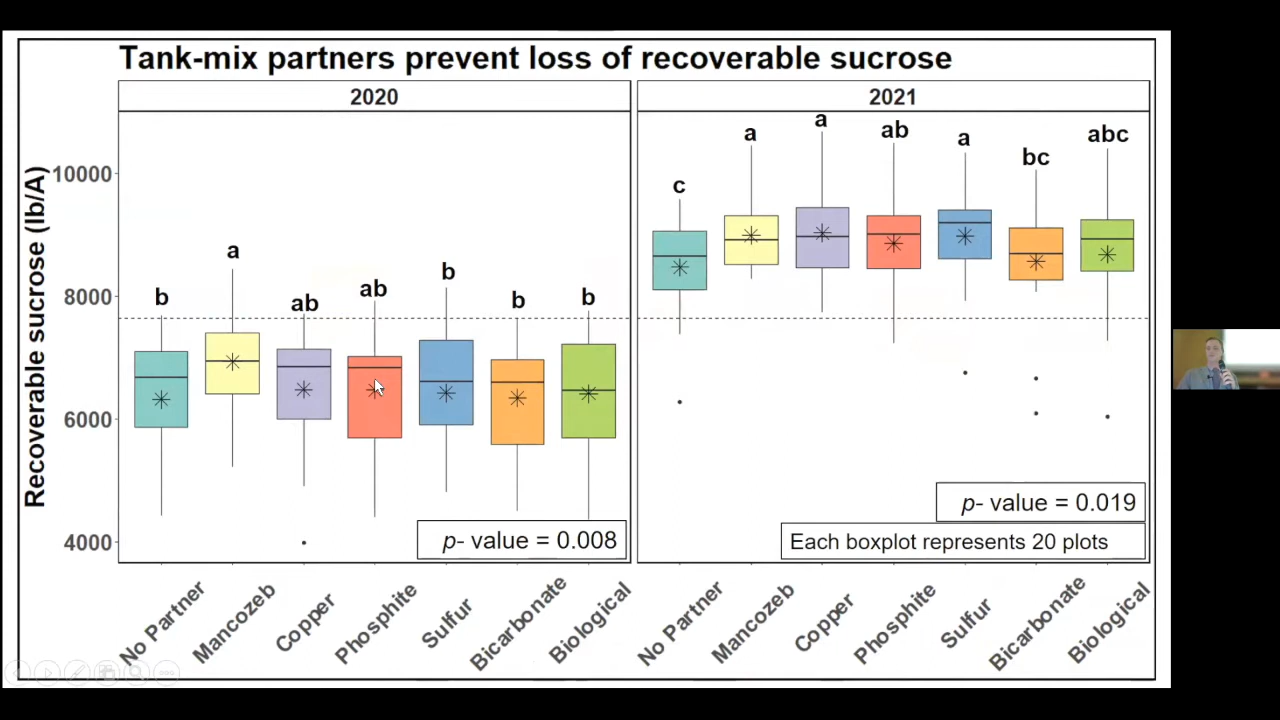 Tank-mix partners prevent loss of recoverable sucrose
2020
2021
Recoverable sucrose (lb/A)
10000
8000
6000
4000
b
a
ab
ab
b
b
b
c
a
a
ab
a
bc
abc
p- value = 0.008
p- value = 0.019
Each boxplot represents 20 plots
No Partner
Mancozeb
Copper
Phosphite
Sulfur
Bicarbonate
Biological
No Partner
Mancozeb
Copper
Phosphite
Sulfur
Bicarbonate
Biological